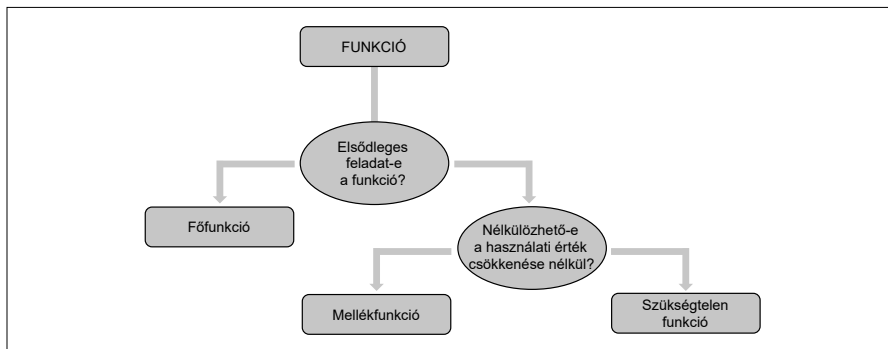 FUNKCIÓ
Elsődleges
feladat-e
a funkció?
Főfunkció
Nélkülözhető-e
a használati érték
csökkenése nélkül?
Mellékfunkció
Szükségtelen
funkció